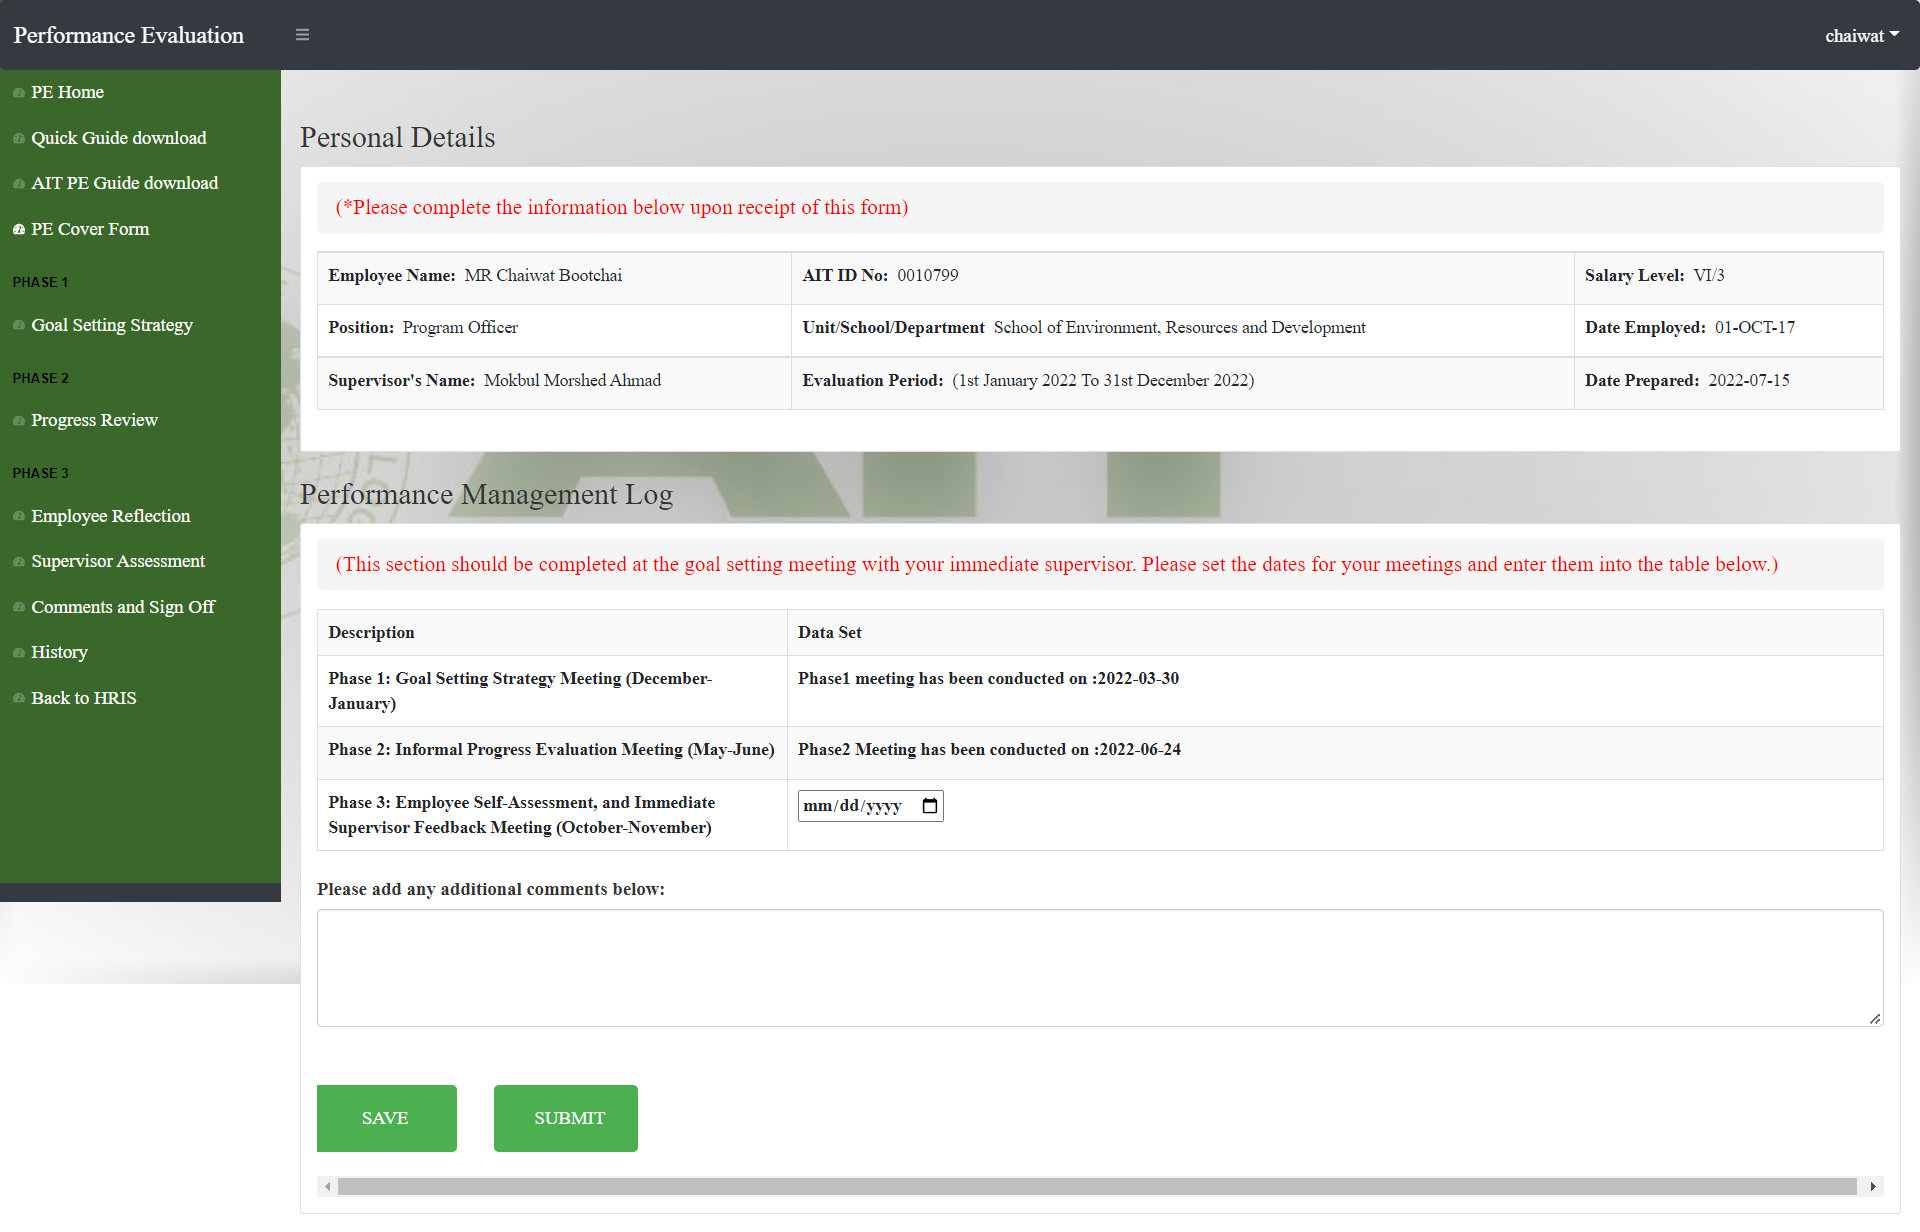 Performance Evaluation
chaiwat
PE Home
Quick Guide download
AIT PE Guide download
PE Cover Form
PHASE 1
Goal Setting Strategy
PHASE 2
Progress Review
PHASE 3
Employee Reflection
Supervisor Assessment
Comments and Sign Off
History
Back to HRIS
Personal Details
(*Please complete the information below upon receipt of this form)
Employee Name: MR Chaiwat Bootchai
AIT ID No: 0010799
Salary Level: VI/3
Position: Program Officer
Unit/School/Department School of Environment, Resources and Development
Date Employed: 01-OCT-17
Supervisor's Name: Mokbul Morshed Ahmad
Evaluation Period: (1st January 2022 To 31st December 2022)
Date Prepared: 2022-07-15
Performance Management Log
(This section should be completed at the goal setting meeting with your immediate supervisor. Please set the dates for your meetings and enter them into the table below.)
Description
Data Set
Phase 1: Goal Setting Strategy Meeting (December-
January)
Phase1 meeting has been conducted on :2022-03-30
Phase 2: Informal Progress Evaluation Meeting (May-June)
Phase2 Meeting has been conducted on :2022-06-24
Phase 3: Employee Self-Assessment, and Immediate
Supervisor Feedback Meeting (October-November)
mm/dd/yyyy
Please add any additional comments below:
SAVE
SUBMIT